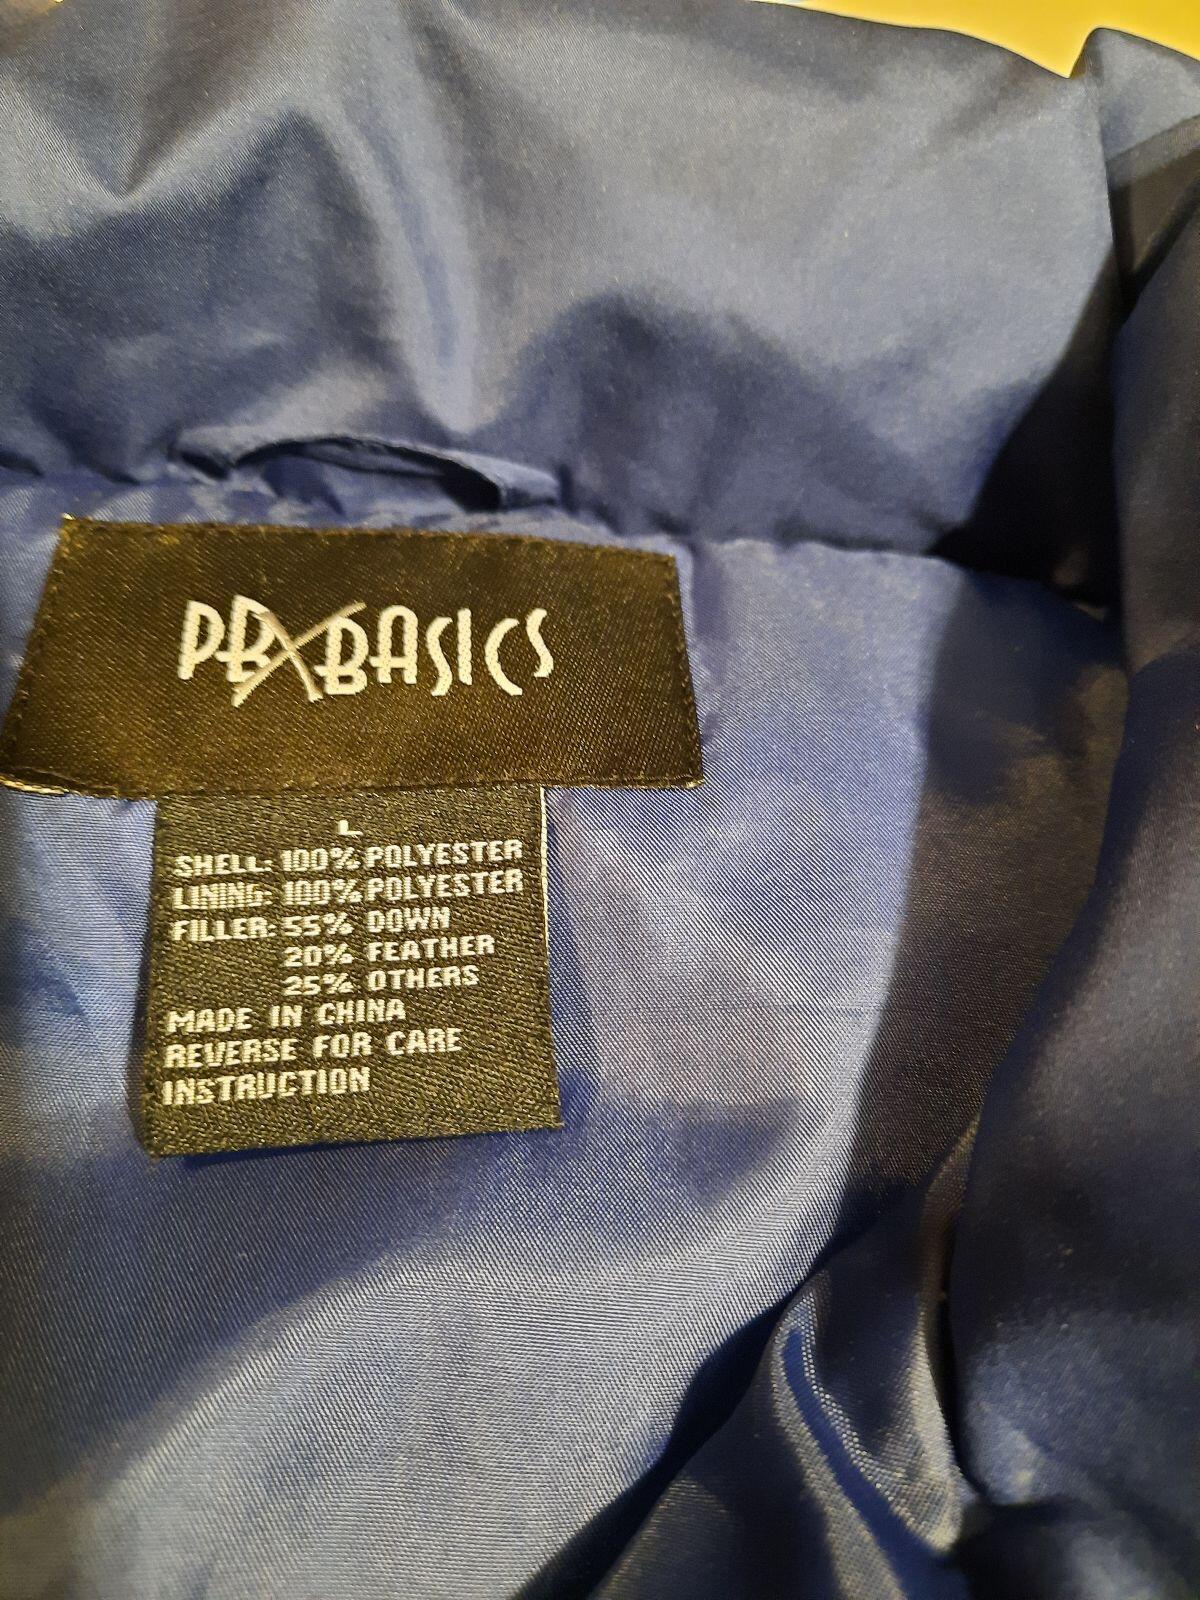 PBX BASICS
L
SHELL: 100% POLYESTER
LINING: 100% POLYESTER
FILLER: 55% DOWN
20% FEATHER
25% OTHERS
MADE IN CHINA
REVERSE FOR CARE
INSTRUCTION